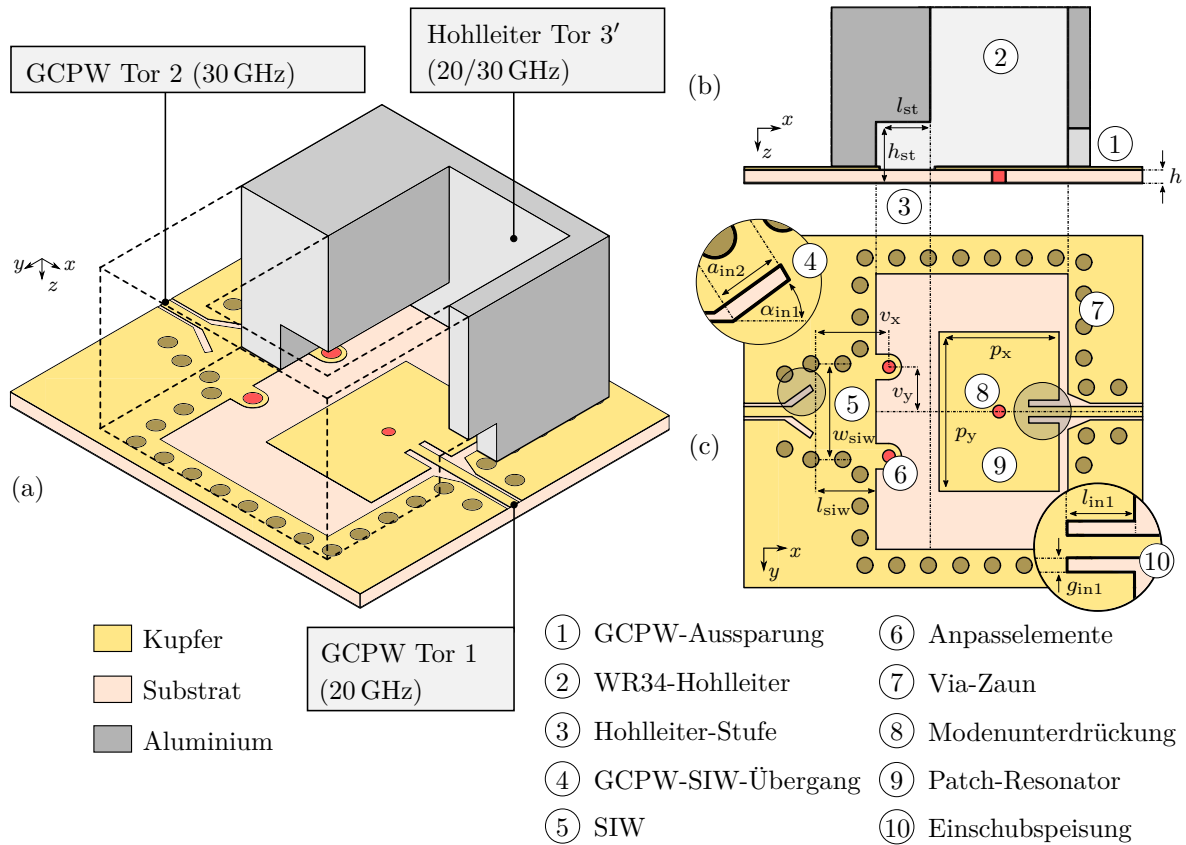 GCPW Tor 2 (30 GHz)
Hohlleiter Tor 3′
(20/30 GHz)
y x
z
(a)
GCPW Tor 1
(20 GHz)
(b)
x
z
l_st
h_st
h
1
2
3
4
a_in2
α_in1
7
v_x
v_y
p_x
p_y
8
5
w_siw
(c)
9
6
l_siw
l_in1
g_in1
10
x
y
Kupfer
Substrat
Aluminium
1 GCPW-Aussparung
2 WR34-Hohlleiter
3 Hohlleiter-Stufe
4 GCPW-SIW-Übergang
5 SIW
6 Anpasselemente
7 Via-Zaun
8 Modenunterdrückung
9 Patch-Resonator
10 Einschubspeisung